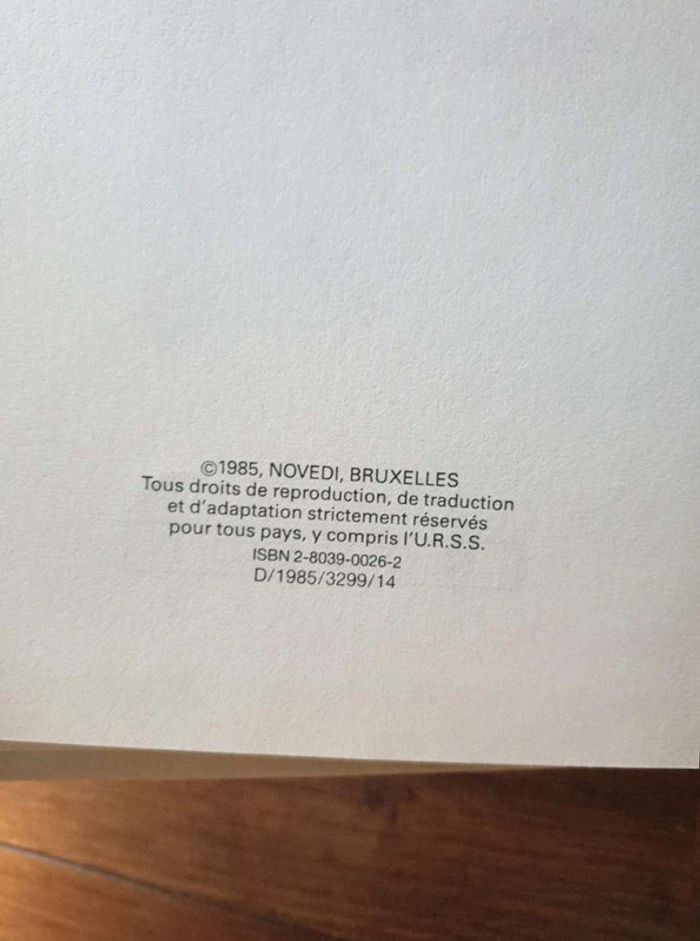 ©1985, NOVEDI, BRUXELLES
Tous droits de reproduction, de traduction
et d'adaptation strictement réservés
pour tous pays, y compris l'U.R.S.S.
ISBN 2-8039-0026-2
D/1985/3299/14